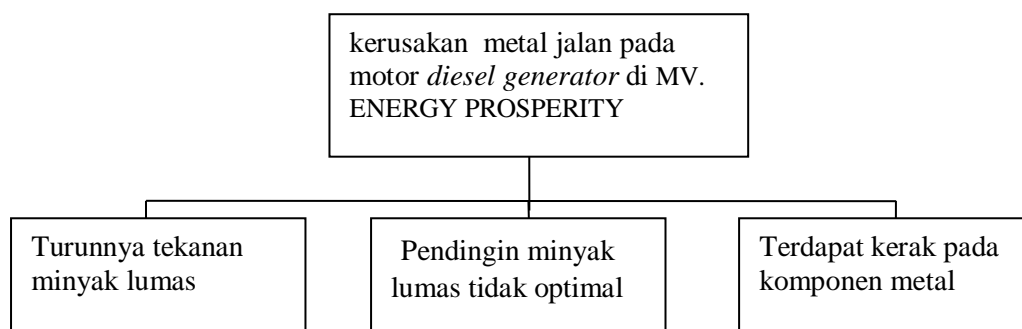 kerusakan metal jalan pada
motor diesel generator di MV.
ENERGY PROSPERITY
Turunnya tekanan
minyak lumas
Pendingin minyak
lumas tidak optimal
Terdapat kerak pada
komponen metal